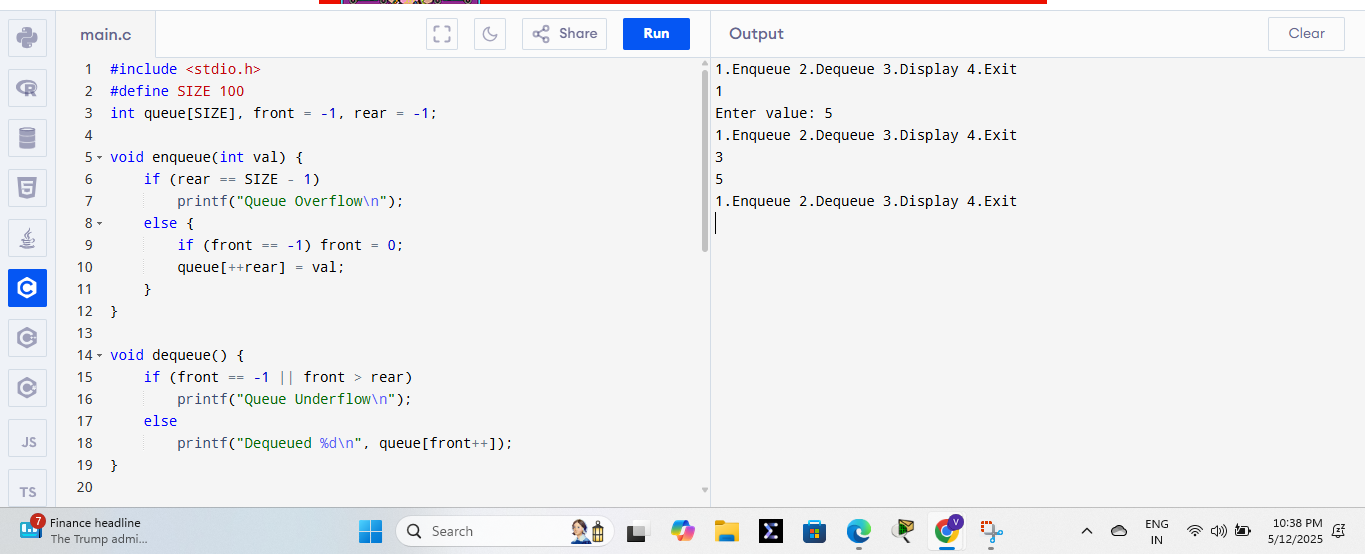 main.c
Share
Run
Output
Clear
1 #include <stdio.h>
2 #define SIZE 100
3 int queue[SIZE], front = -1, rear = -1;
4
5 void enqueue(int val) {
6 if (rear == SIZE - 1)
7 printf("Queue Overflow\n");
8 else {
9 if (front == -1) front = 0;
10 queue[++rear] = val;
11 }
12 }
13
14 void dequeue() {
15 if (front == -1 || front > rear)
16 printf("Queue Underflow\n");
17 else
18 printf("Dequeued %d\n", queue[front++]);
19 }
20
1.Enqueue 2.Dequeue 3.Display 4.Exit
1
Enter value: 5
1.Enqueue 2.Dequeue 3.Display 4.Exit
3
5
1.Enqueue 2.Dequeue 3.Display 4.Exit
JS
TS
7
Finance headline
The Trump admi...
Search
V
ENG
IN
10:38 PM
5/12/2025